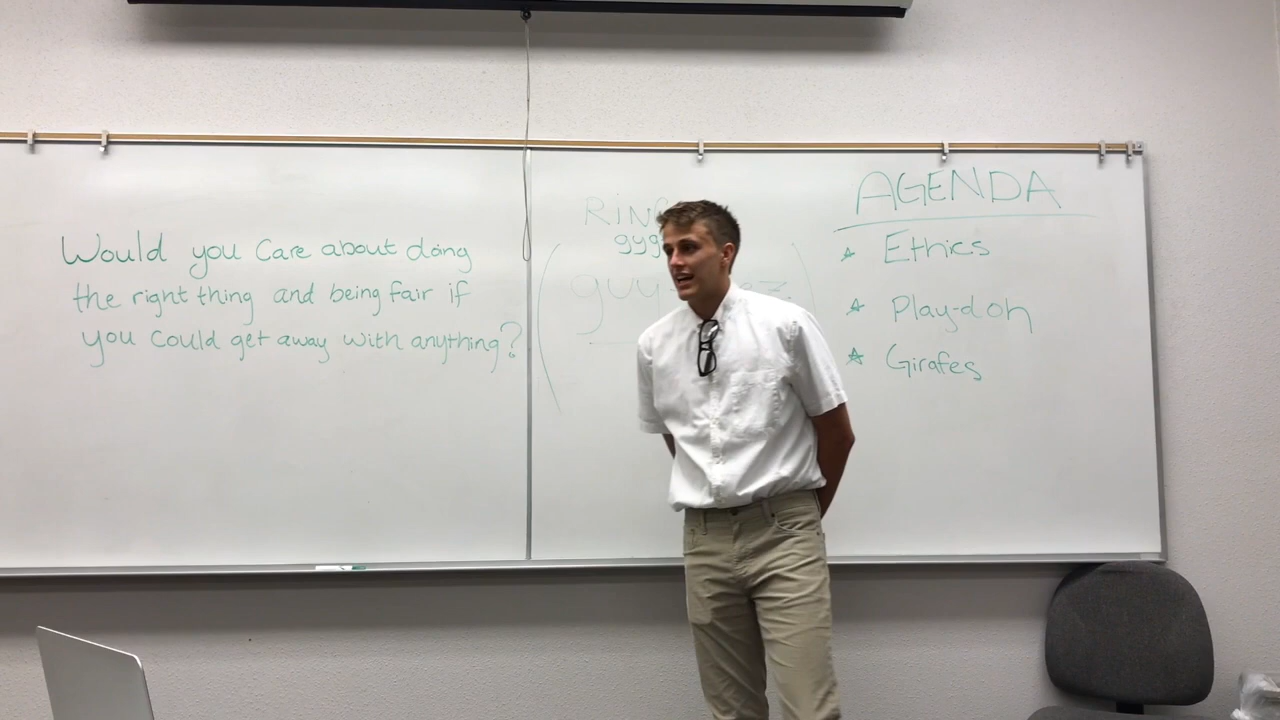 Would you care about doing
the right thing and being fair if
you could get away with anything?
AGENDA
Ethics
Play-doh
Girafes